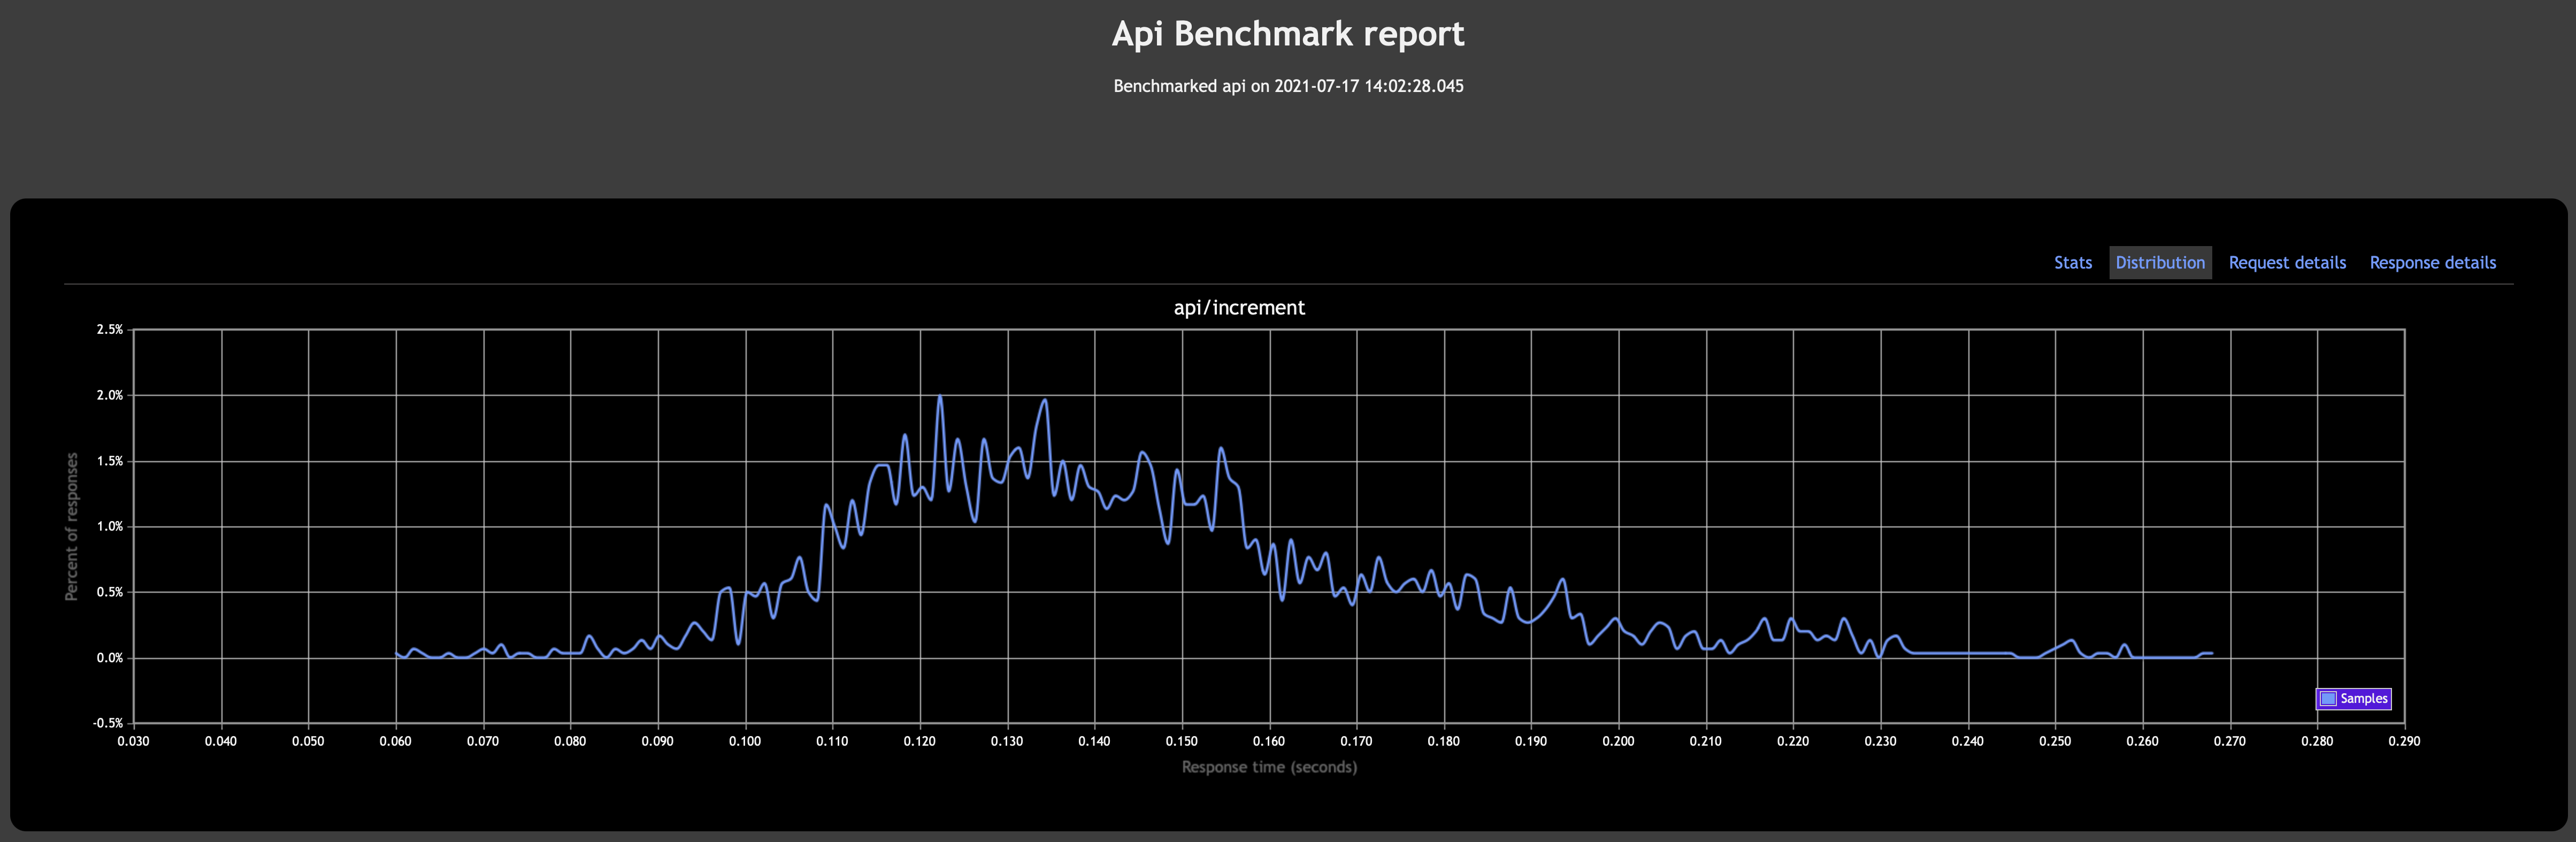 Api Benchmark report
Benchmarked api on 2021-07-17 14:02:28.045
Stats Distribution Request details Response details
api/increment
2.5%
2.0%
1.5%
1.0%
0.5%
0.0%
-0.5%
Percent of responses
Samples
0.030 0.040 0.050 0.060 0.070 0.080 0.090 0.100 0.110 0.120 0.130 0.140 0.150 0.160 0.170 0.180 0.190 0.200 0.210 0.220 0.230 0.240 0.250 0.260 0.270 0.280 0.290
Response time (seconds)